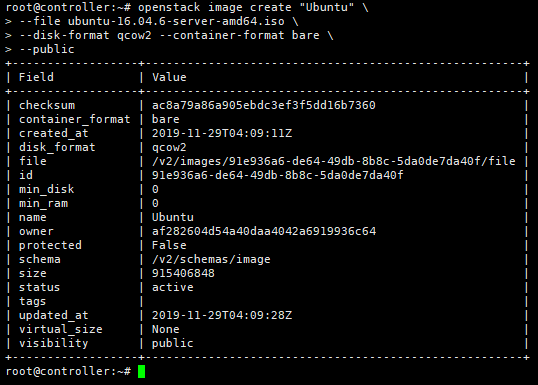 root@controller:~# openstack image create "Ubuntu" \
> --file ubuntu-16.04.6-server-amd64.iso \
> --disk-format qcow2 --container-format bare \
> --public
+------------------+------------------------------------------------------+
| Field            | Value                                                |
+------------------+------------------------------------------------------+
| checksum         | ac8a79a86a905ebdc3ef3f5dd16b7360                     |
| container_format | bare                                                 |
| created_at       | 2019-11-29T04:09:11Z                                 |
| disk_format      | qcow2                                                |
| file             | /v2/images/91e936a6-de64-49db-8b8c-5da0de7da40f/file |
| id               | 91e936a6-de64-49db-8b8c-5da0de7da40f                 |
| min_disk         | 0                                                    |
| min_ram          | 0                                                    |
| name             | Ubuntu                                               |
| owner            | af282604d54a40daa4042a6919936c64                     |
| protected        | False                                                |
| schema           | /v2/schemas/image                                    |
| size             | 915406848                                            |
| status           | active                                               |
| tags             |                                                      |
| updated_at       | 2019-11-29T04:09:28Z                                 |
| virtual_size     | None                                                 |
| visibility       | public                                               |
+------------------+------------------------------------------------------+
root@controller:~#